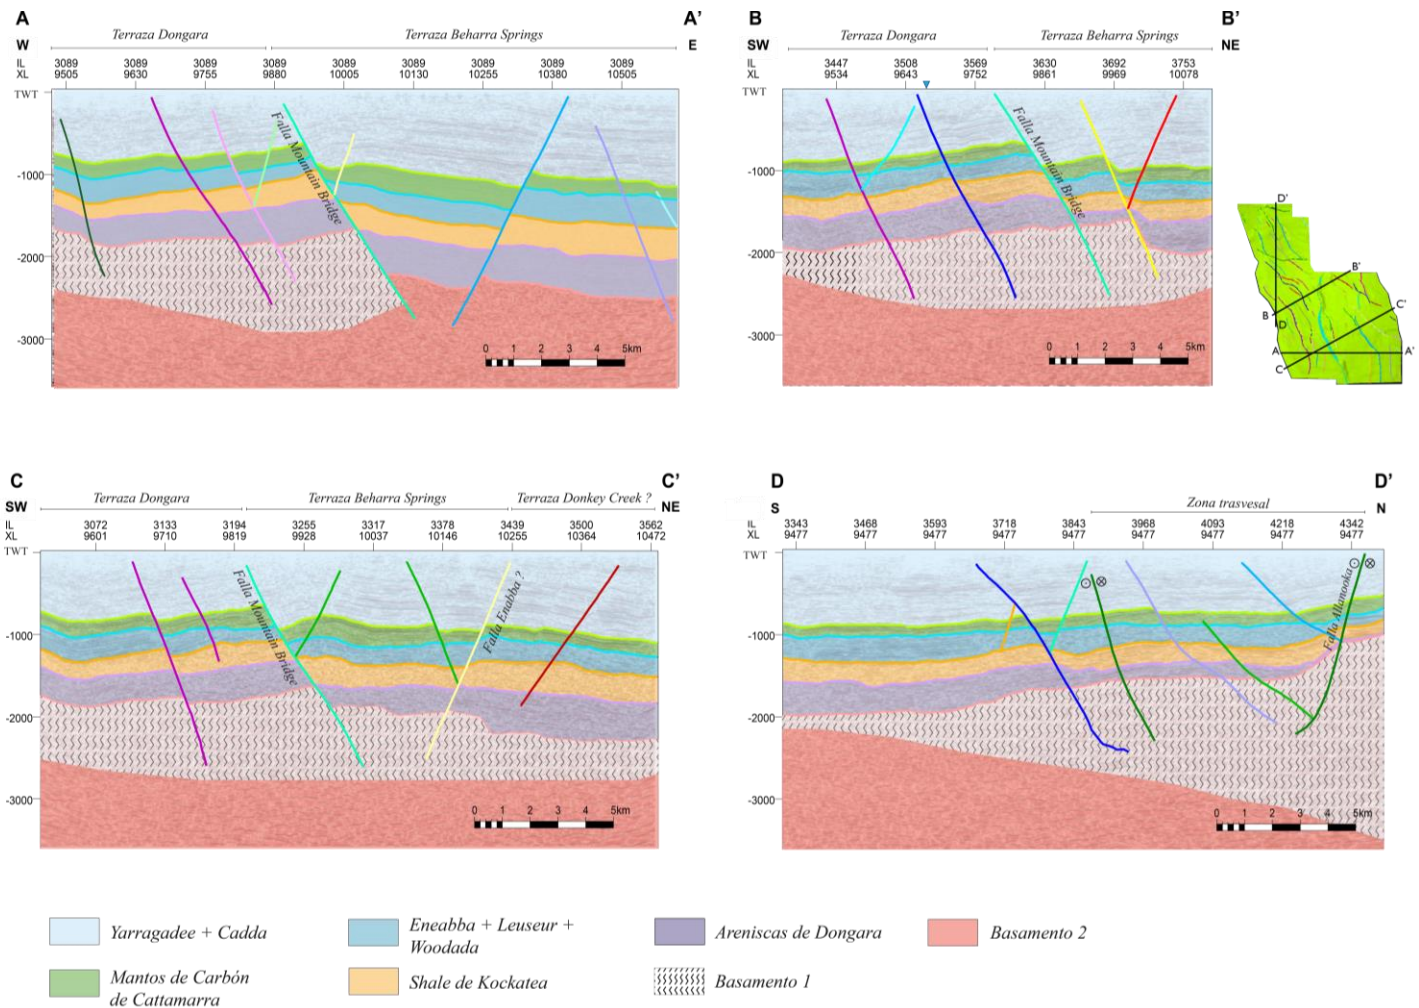 A
A'
Terraza Dongara
Terraza Beharra Springs
W
E
IL 3089 3089 3089 3089 3089 3089 3089 3089 3089
XL 9505 9630 9755 9880 10005 10130 10255 10380 10505
TWT
Falla Mountain Bridge
-1000
-2000
-3000
0 1 2 3 4 5km
B
B'
Terraza Dongara
Terraza Beharra Springs
SW
NE
IL 3447 3508 3569 3630 3692 3753
XL 9534 9643 9752 9861 9969 10078
TWT
Falla Mountain Bridge
-1000
-2000
-3000
0 1 2 3 4 5km
D'
B'
C'
B
D
A
A'
C
C
C'
Terraza Dongara
Terraza Beharra Springs
Terraza Donkey Creek ?
SW
NE
IL 3072 3133 3194 3255 3317 3378 3439 3500 3562
XL 9601 9710 9819 9928 10037 10146 10255 10364 10472
TWT
Falla Mountain Bridge
Falla Enabba ?
-1000
-2000
-3000
0 1 2 3 4 5km
D
D'
S
Zona trasvesal
N
IL 3343 3468 3593 3718 3843 3968 4093 4218 4342
XL 9477 9477 9477 9477 9477 9477 9477 9477 9477
TWT
Falla Allanooka
-1000
-2000
-3000
0 1 2 3 4 5km
Yarragadee + Cadda
Eneabba + Leuseur +
Woodada
Areniscas de Dongara
Basamento 2
Mantos de Carbón
de Cattamarra
Shale de Kockatea
Basamento 1